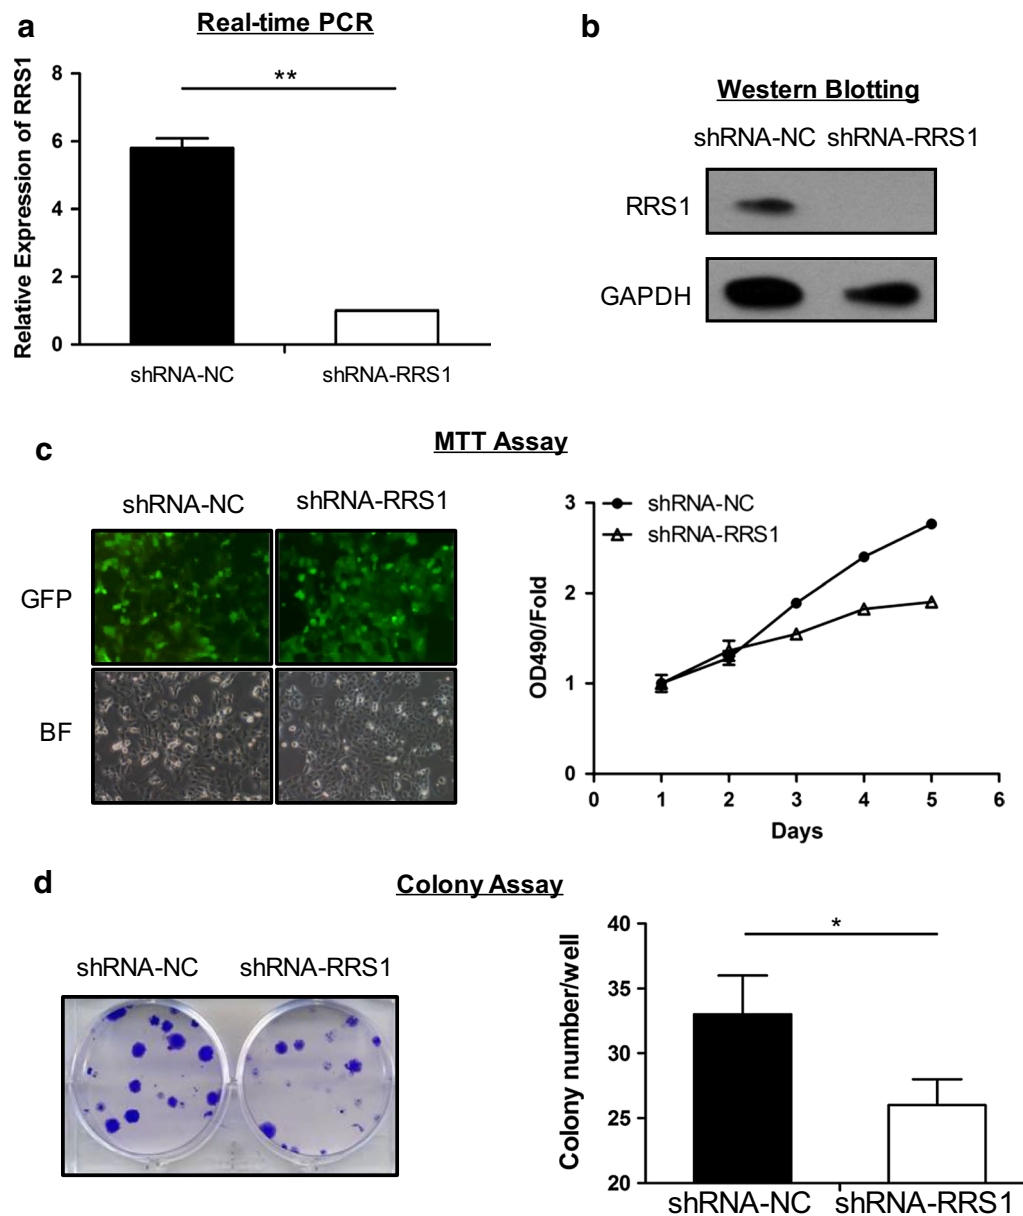 a
Real-time PCR
Relative Expression of RRS1
8
6
4
2
0
**
shRNA-NC
shRNA-RRS1
b
Western Blotting
shRNA-NC shRNA-RRS1
RRS1
GAPDH
c
MTT Assay
shRNA-NC
shRNA-RRS1
GFP
BF
OD490/Fold
3
2
1
0
shRNA-NC
shRNA-RRS1
0 1 2 3 4 5 6
Days
d
Colony Assay
shRNA-NC shRNA-RRS1
Colony number/well
40
35
30
25
20
*
shRNA-NC shRNA-RRS1